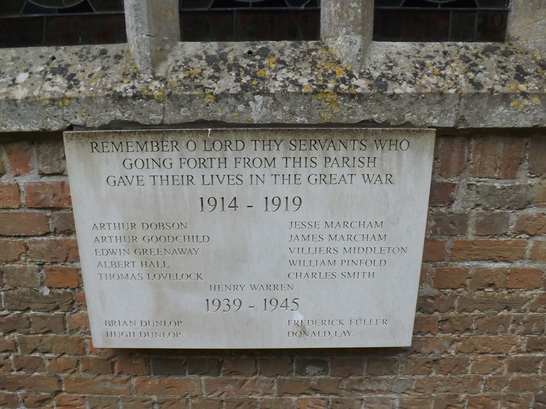 REMEMBER O LORD THY SERVANTS WHO
GOING FORTH FROM THIS PARISH
GAVE THEIR LIVES IN THE GREAT WAR
1914 - 1919
ARTHUR DOBSON JESSE MARCHAM
ARTHUR GOODCHILD JAMES MARCHAM
EDWIN GREENAWAY VILLIERS MIDDLETON
ALBERT HALL WILLIAM PINFOLD
THOMAS LOVELOCK CHARLES SMITH
HENRY WARREN
1939 - 1945
BRIAN DUNLOP FREDERICK FULLER
HUGH DUNLOP DONALD LAY